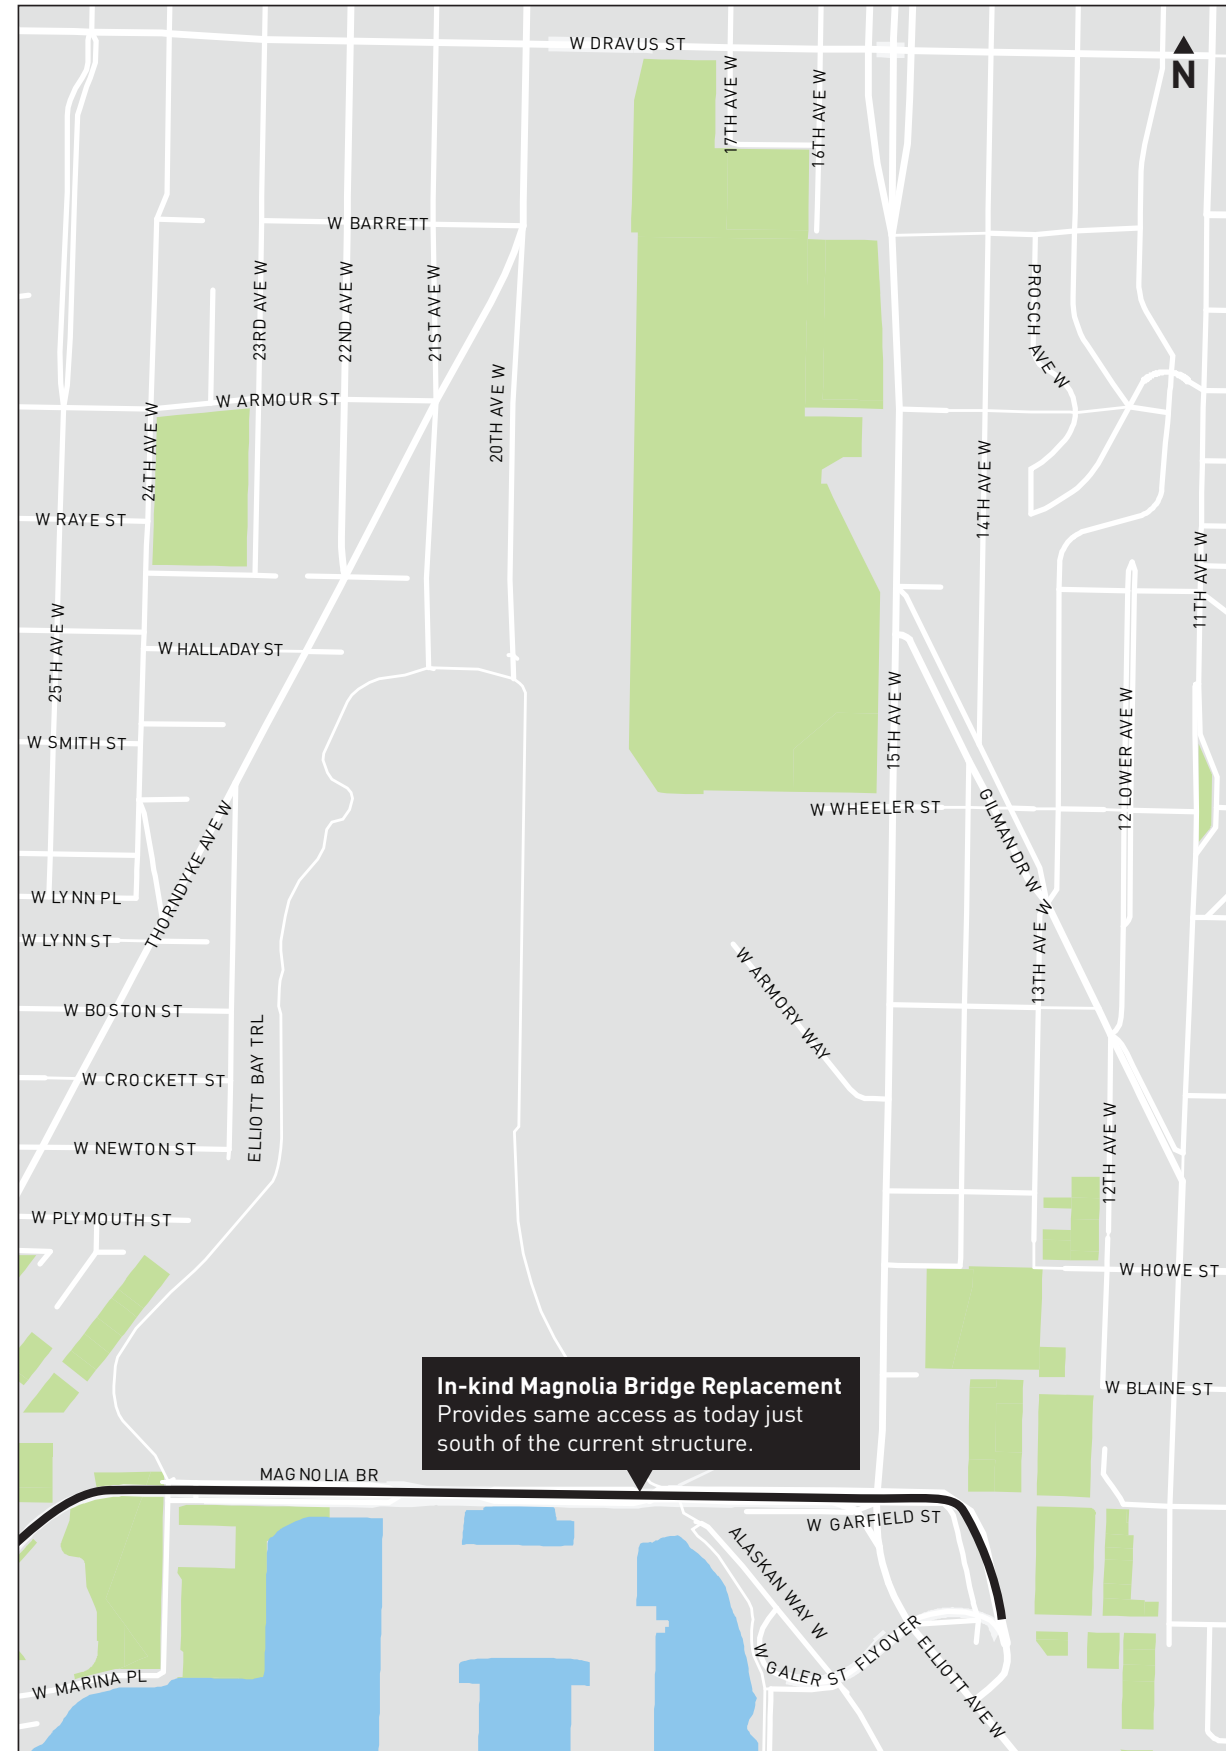 W DRAVUS ST
N
17TH AVE W
16TH AVE W
W BARRETT
23RD AVE W
22ND AVE W
21ST AVE W
PROSCH AVE W
20TH AVE W
W ARMOUR ST
24TH AVE W
14TH AVE W
W RAYE ST
11TH AVE W
25TH AVE W
W HALLADAY ST
15TH AVE W
12 LOWER AVE W
W SMITH ST
THORNDYKE AVE W
W WHEELER ST
GILMAN DR W
W LYNN PL
W LYNN ST
13TH AVE W
W ARMORY WAY
W BOSTON ST
ELLIOTT BAY TRL
W CROCKETT ST
W NEWTON ST
12TH AVE W
W PLYMOUTH ST
W HOWE ST
In-kind Magnolia Bridge Replacement
Provides same access as today just
south of the current structure.
W BLAINE ST
MAGNOLIA BR
W GARFIELD ST
ALASKAN WAY W
W GALER ST FLYOVER
ELLIOTT AVE W
W MARINA PL